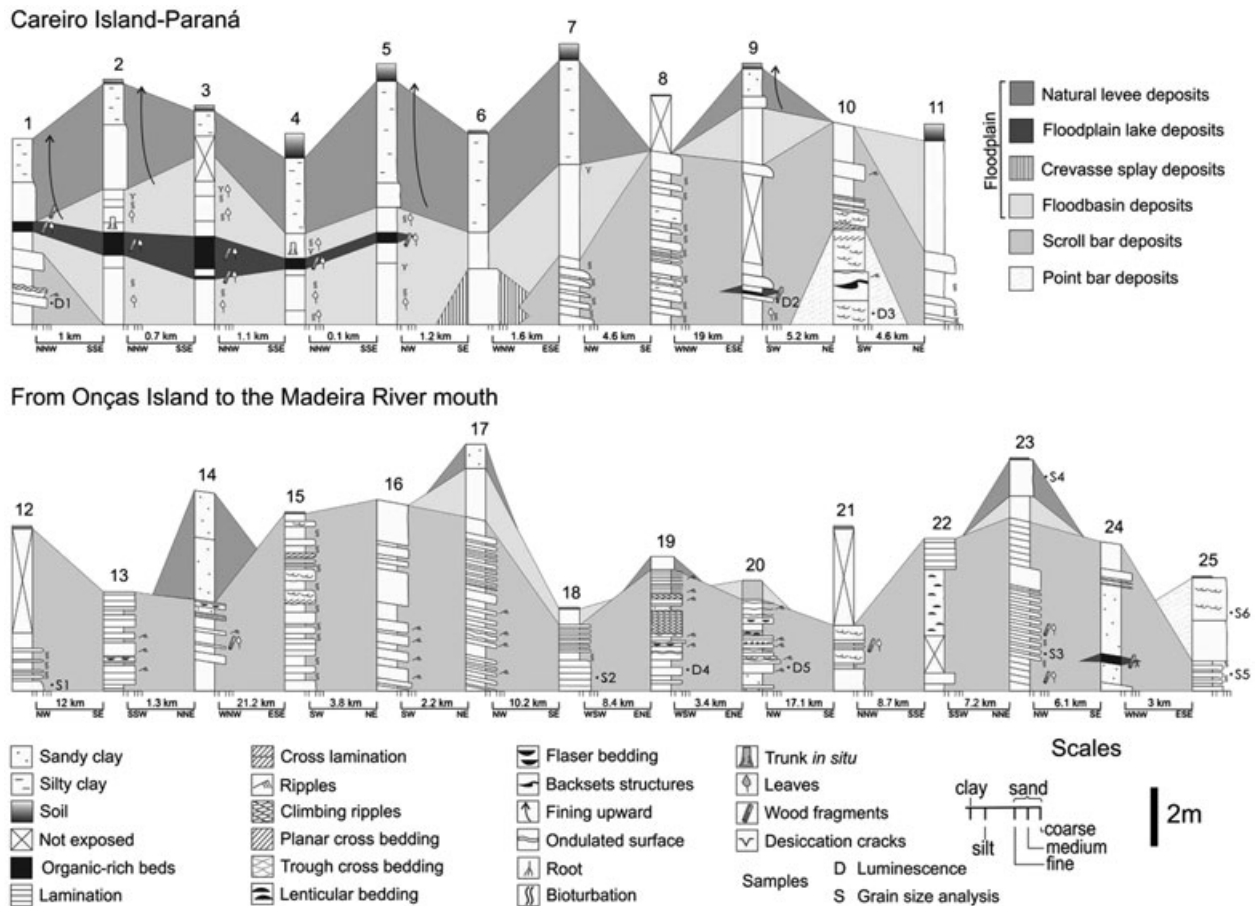 Careiro Island-Paraná
1 2 3 4 5 6 7 8 9 10 11
D1 D2 D3
1 km 0.7 km 1.1 km 0.1 km 1.2 km 1.6 km 4.6 km 19 km 5.2 km 4.6 km
NNW SSE NNW SSE NNW SSE NNW SSE NW SE WNW ESE NW SE WNW ESE SW NE SW NE
Floodplain
Natural levee deposits
Floodplain lake deposits
Crevasse splay deposits
Floodbasin deposits
Scroll bar deposits
Point bar deposits
From Onças Island to the Madeira River mouth
12 13 14 15 16 17 18 19 20 21 22 23 24 25
S1 S2 D4 D5 S3 S4 S5 S6
12 km 1.3 km 21.2 km 3.8 km 2.2 km 10.2 km 8.4 km 3.4 km 17.1 km 8.7 km 7.2 km 6.1 km 3 km
NW SE SSW NNE WNW ESE SW NE SW NE NW SE WSW ENE WSW ENE NW SE NNW SSE SSW NNE NW SE WNW ESE
Sandy clay
Silty clay
Soil
Not exposed
Organic-rich beds
Lamination
Cross lamination
Ripples
Climbing ripples
Planar cross bedding
Trough cross bedding
Lenticular bedding
Flaser bedding
Backsets structures
Fining upward
Ondulated surface
Root
Bioturbation
Trunk in situ
Leaves
Wood fragments
Desiccation cracks
Samples
D Luminescence
S Grain size analysis
Scales
clay sand
silt
coarse
medium
fine
2m